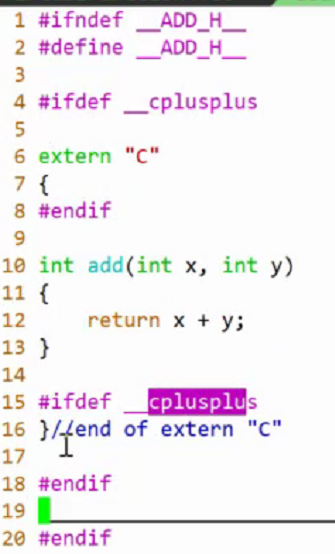 1 #ifndef __ADD_H__
2 #define __ADD_H__
3
4 #ifdef __cplusplus
5
6 extern "C"
7 {
8 #endif
9
10 int add(int x, int y)
11 {
12     return x + y;
13 }
14
15 #ifdef __cplusplus
16 }//end of extern "C"
17
18 #endif
19
20 #endif